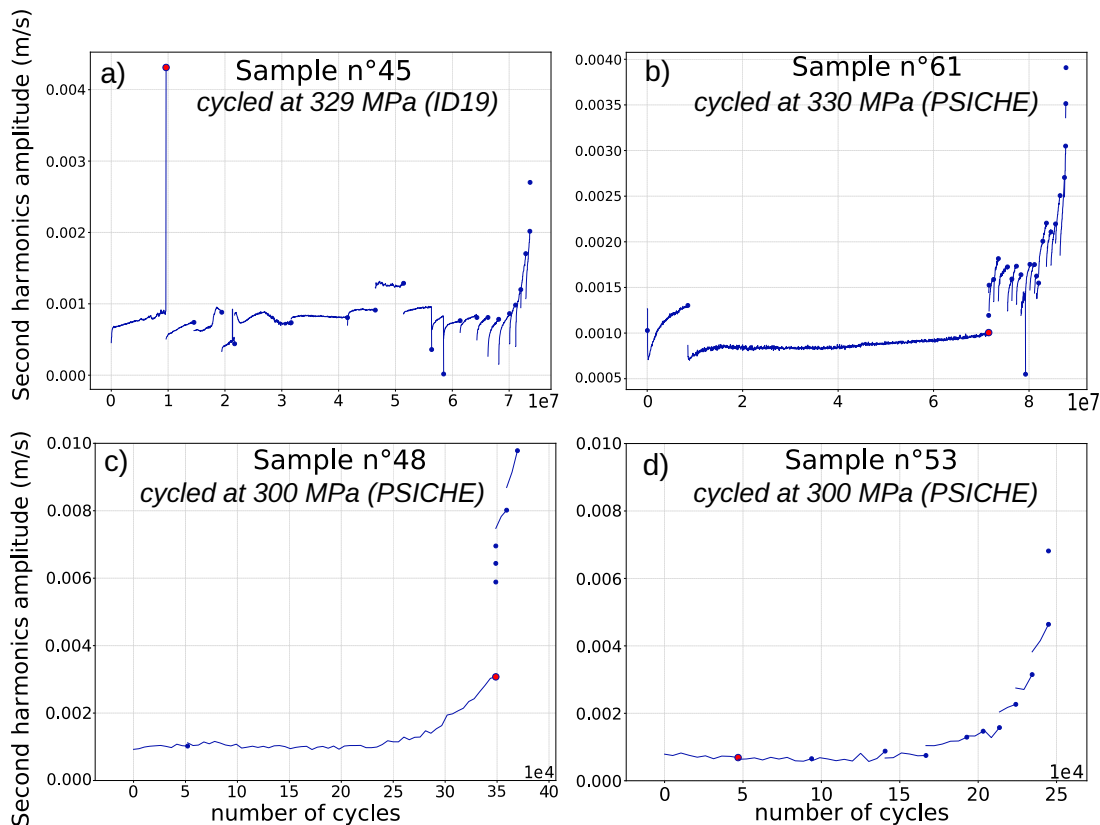 a)
Sample n°45
cycled at 329 MPa (ID19)
Second harmonics amplitude (m/s)
0.004
0.003
0.002
0.001
0.000
0 1 2 3 4 5 6 7
1e7
b)
Sample n°61
cycled at 330 MPa (PSICHE)
0.0040
0.0035
0.0030
0.0025
0.0020
0.0015
0.0010
0.0005
0 2 4 6 8
1e7
c)
Sample n°48
cycled at 300 MPa (PSICHE)
Second harmonics amplitude (m/s)
0.010
0.008
0.006
0.004
0.002
0.000
0 5 10 15 20 25 30 35 40
1e4
number of cycles
d)
Sample n°53
cycled at 300 MPa (PSICHE)
0.010
0.008
0.006
0.004
0.002
0.000
0 5 10 15 20 25
1e4
number of cycles